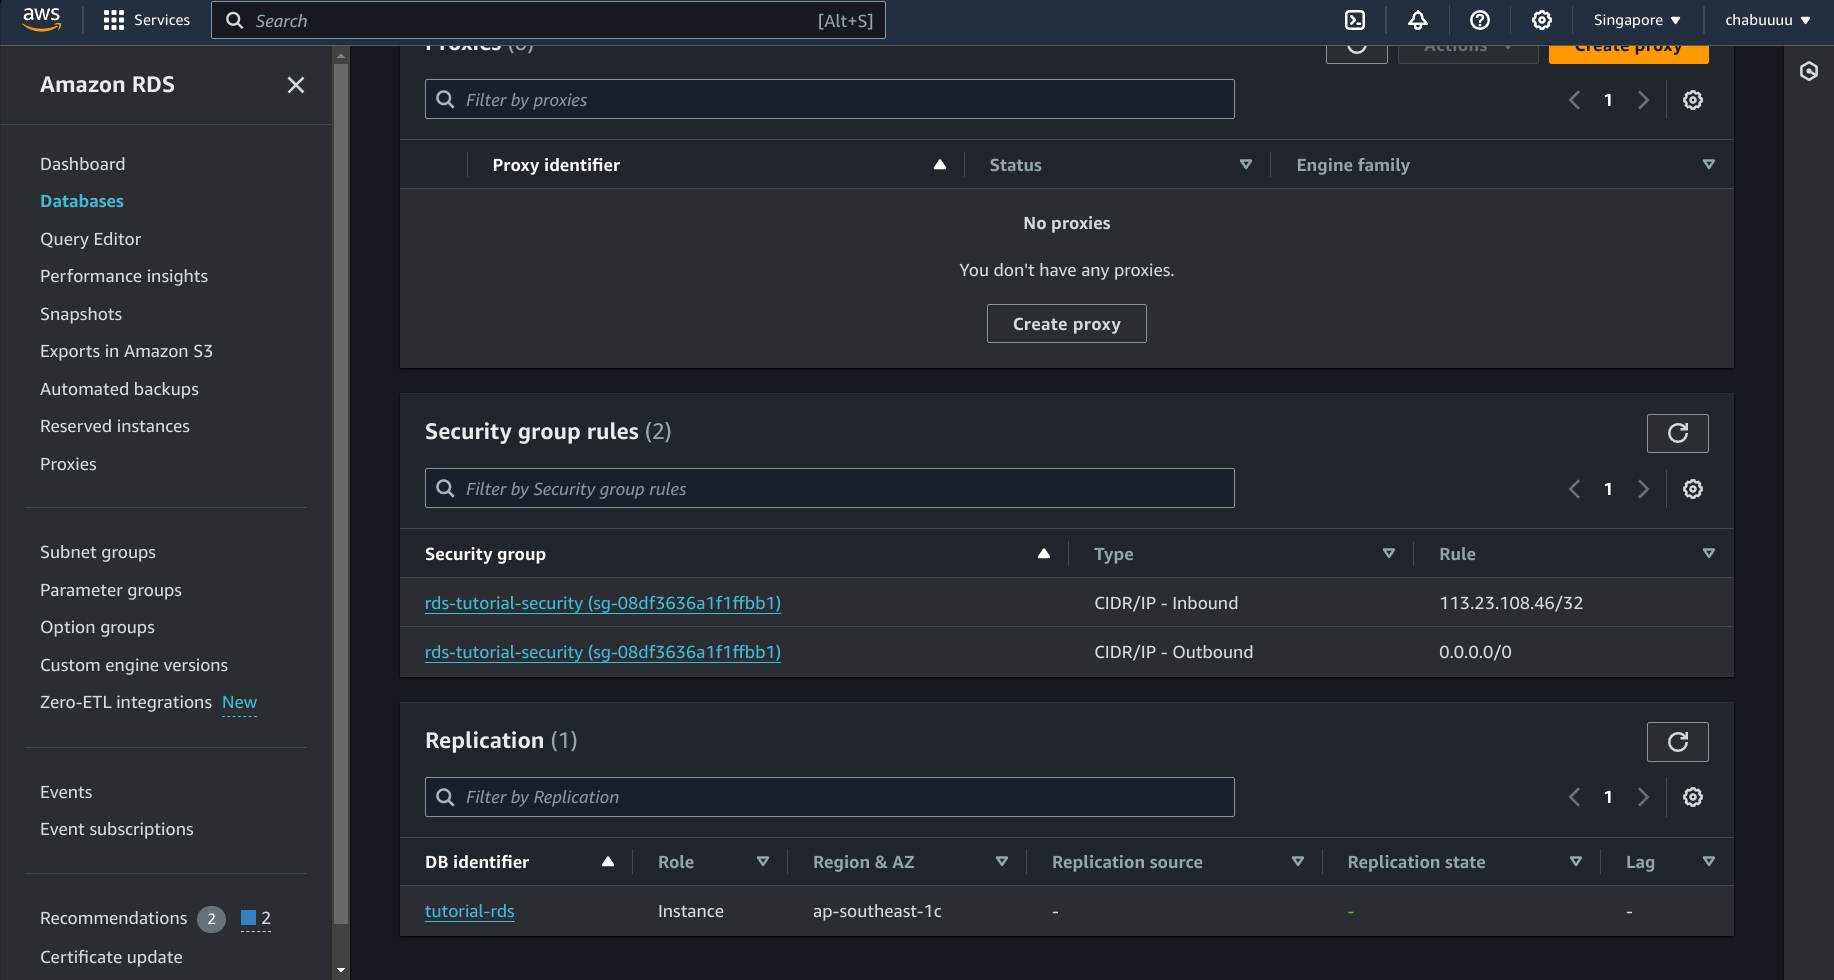 aws
Services
Search
[Alt+S]
Singapore
chabuuuu
Amazon RDS
Dashboard
Databases
Query Editor
Performance insights
Snapshots
Exports in Amazon S3
Automated backups
Reserved instances
Proxies
Subnet groups
Parameter groups
Option groups
Custom engine versions
Zero-ETL integrations New
Events
Event subscriptions
Recommendations 2 2
Certificate update
Proxies (0)
Actions
Create proxy
Filter by proxies
1
Proxy identifier Status Engine family
No proxies
You don't have any proxies.
Create proxy
Security group rules (2)
Filter by Security group rules
1
Security group Type Rule
rds-tutorial-security (sg-08df3636a1f1ffbb1) CIDR/IP - Inbound 113.23.108.46/32
rds-tutorial-security (sg-08df3636a1f1ffbb1) CIDR/IP - Outbound 0.0.0.0/0
Replication (1)
Filter by Replication
1
DB identifier Role Region & AZ Replication source Replication state Lag
tutorial-rds Instance ap-southeast-1c - - -